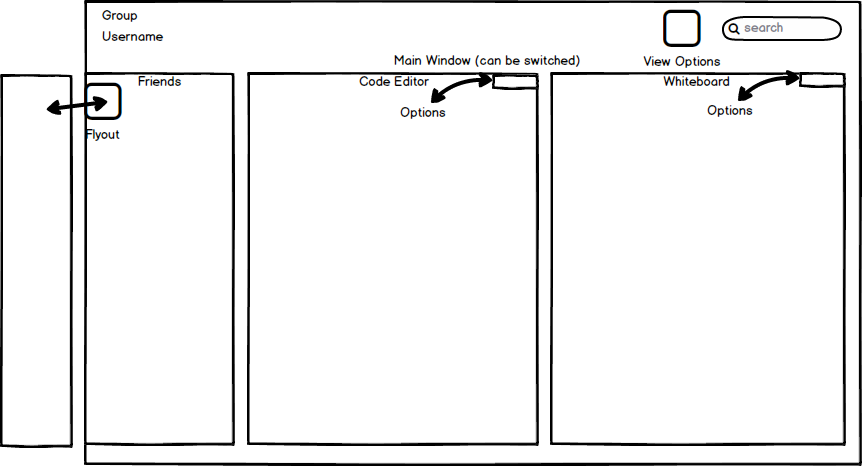 Group
Username
search
Main Window (can be switched)
View Options
Friends
Code Editor
Whiteboard
Options
Options
Flyout